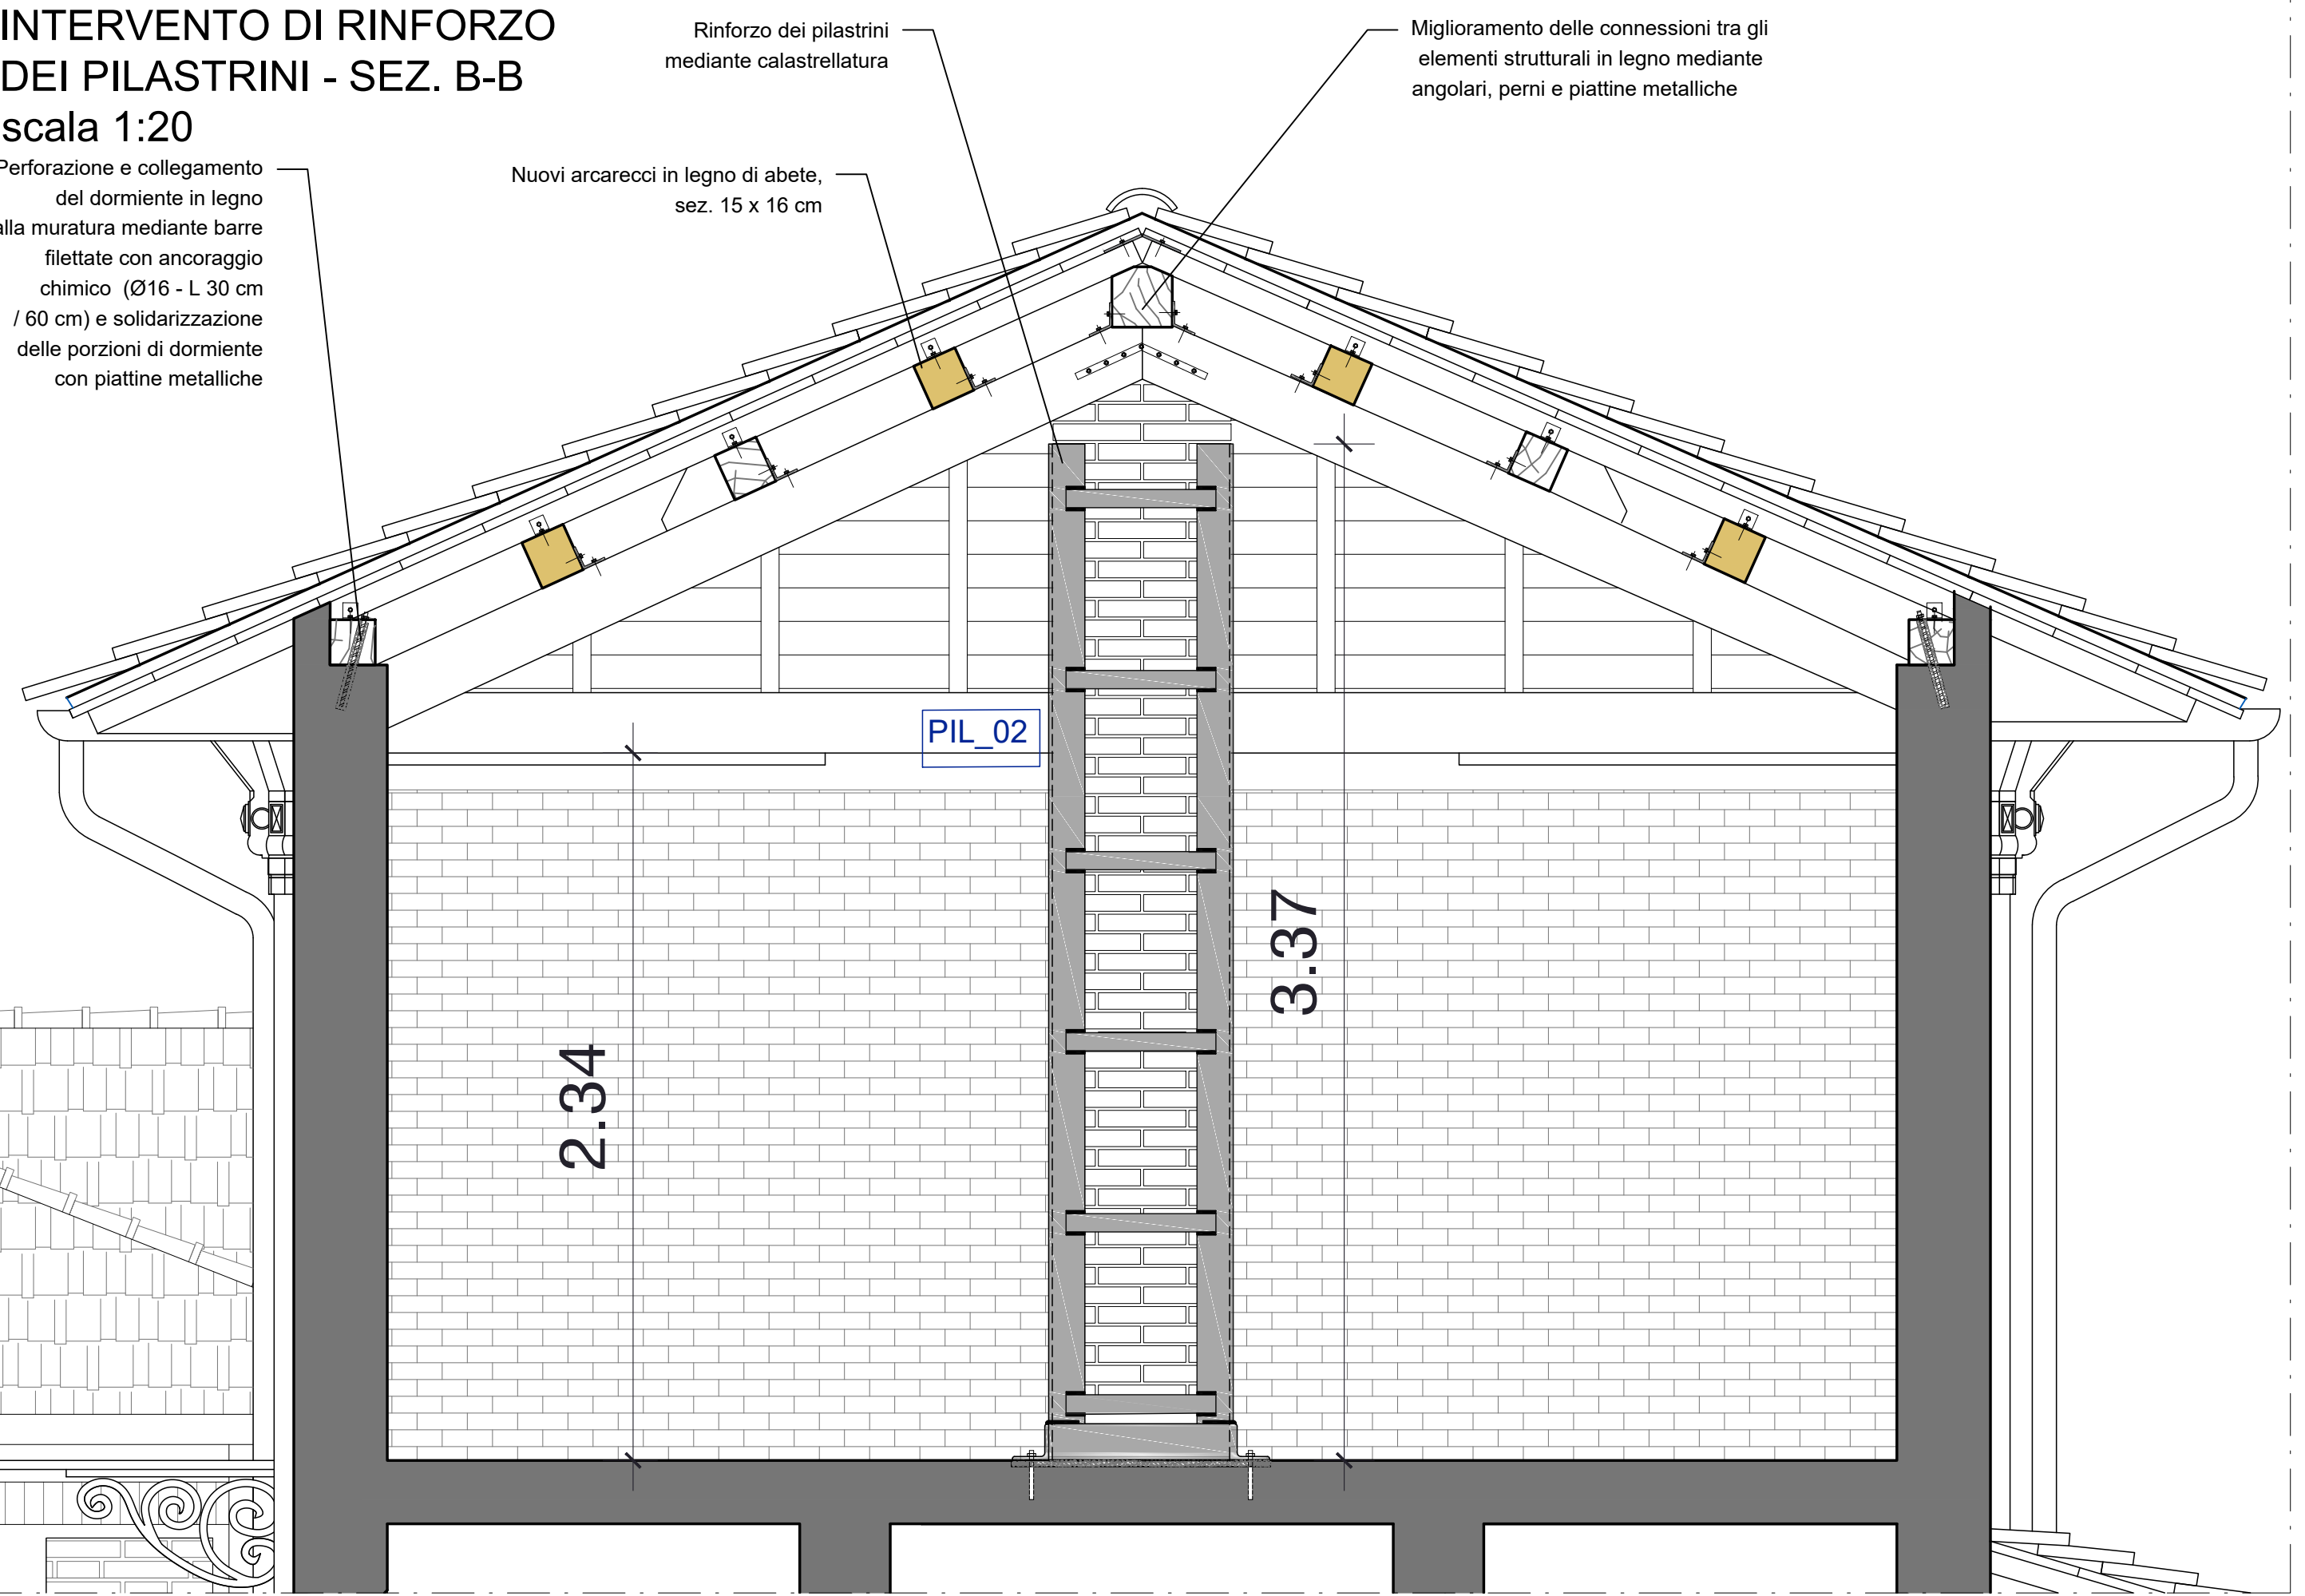 INTERVENTO DI RINFORZO
DEI PILASTRINI - SEZ. B-B
scala 1:20
Perforazione e collegamento
del dormiente in legno
alla muratura mediante barre
filettate con ancoraggio
chimico (Ø16 - L 30 cm
/ 60 cm) e solidarizzazione
delle porzioni di dormiente
con piattine metalliche
Nuovi arcarecci in legno di abete,
sez. 15 x 16 cm
Rinforzo dei pilastrini
mediante calastrellatura
Miglioramento delle connessioni tra gli
elementi strutturali in legno mediante
angolari, perni e piattine metalliche
PIL_02
2.34
3.37